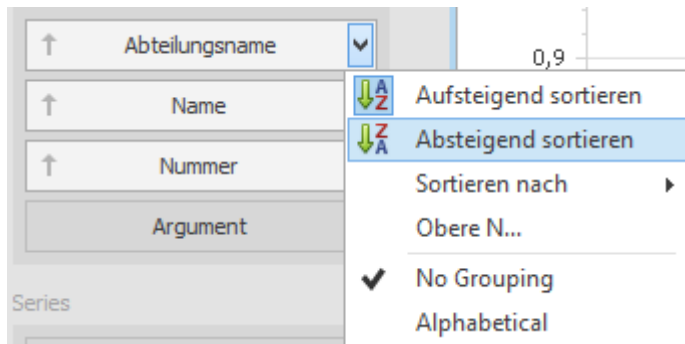 Abteilungsname
0,9
Aufsteigend sortieren
Name
Absteigend sortieren
Nummer
Sortieren nach
Argument
Obere N...
No Grouping
Series
Alphabetical